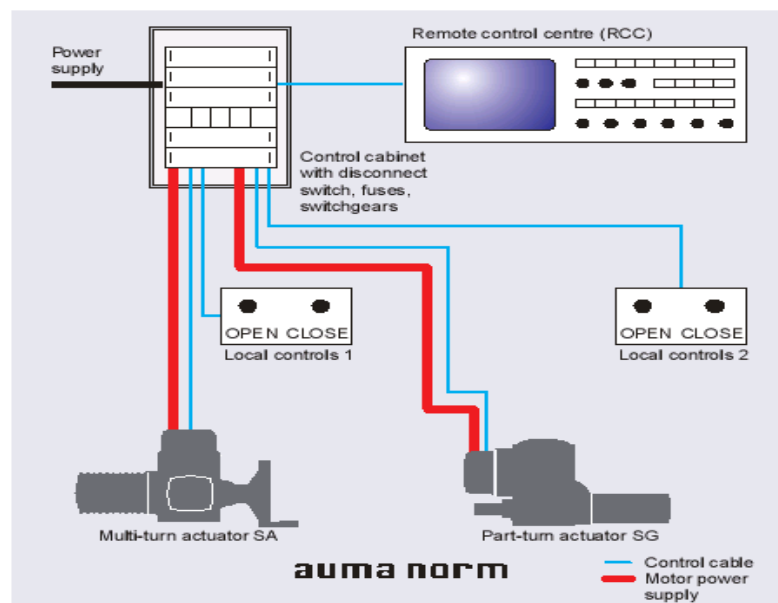 Remote control centre (RCC)
Power
supply
Control cabinet
with disconnect
switch, fuses,
switchgears
OPEN CLOSE
Local controls 1
OPEN CLOSE
Local controls 2
Multi-turn actuator SA
Part-turn actuator SG
auma norm
Control cable
Motor power
supply